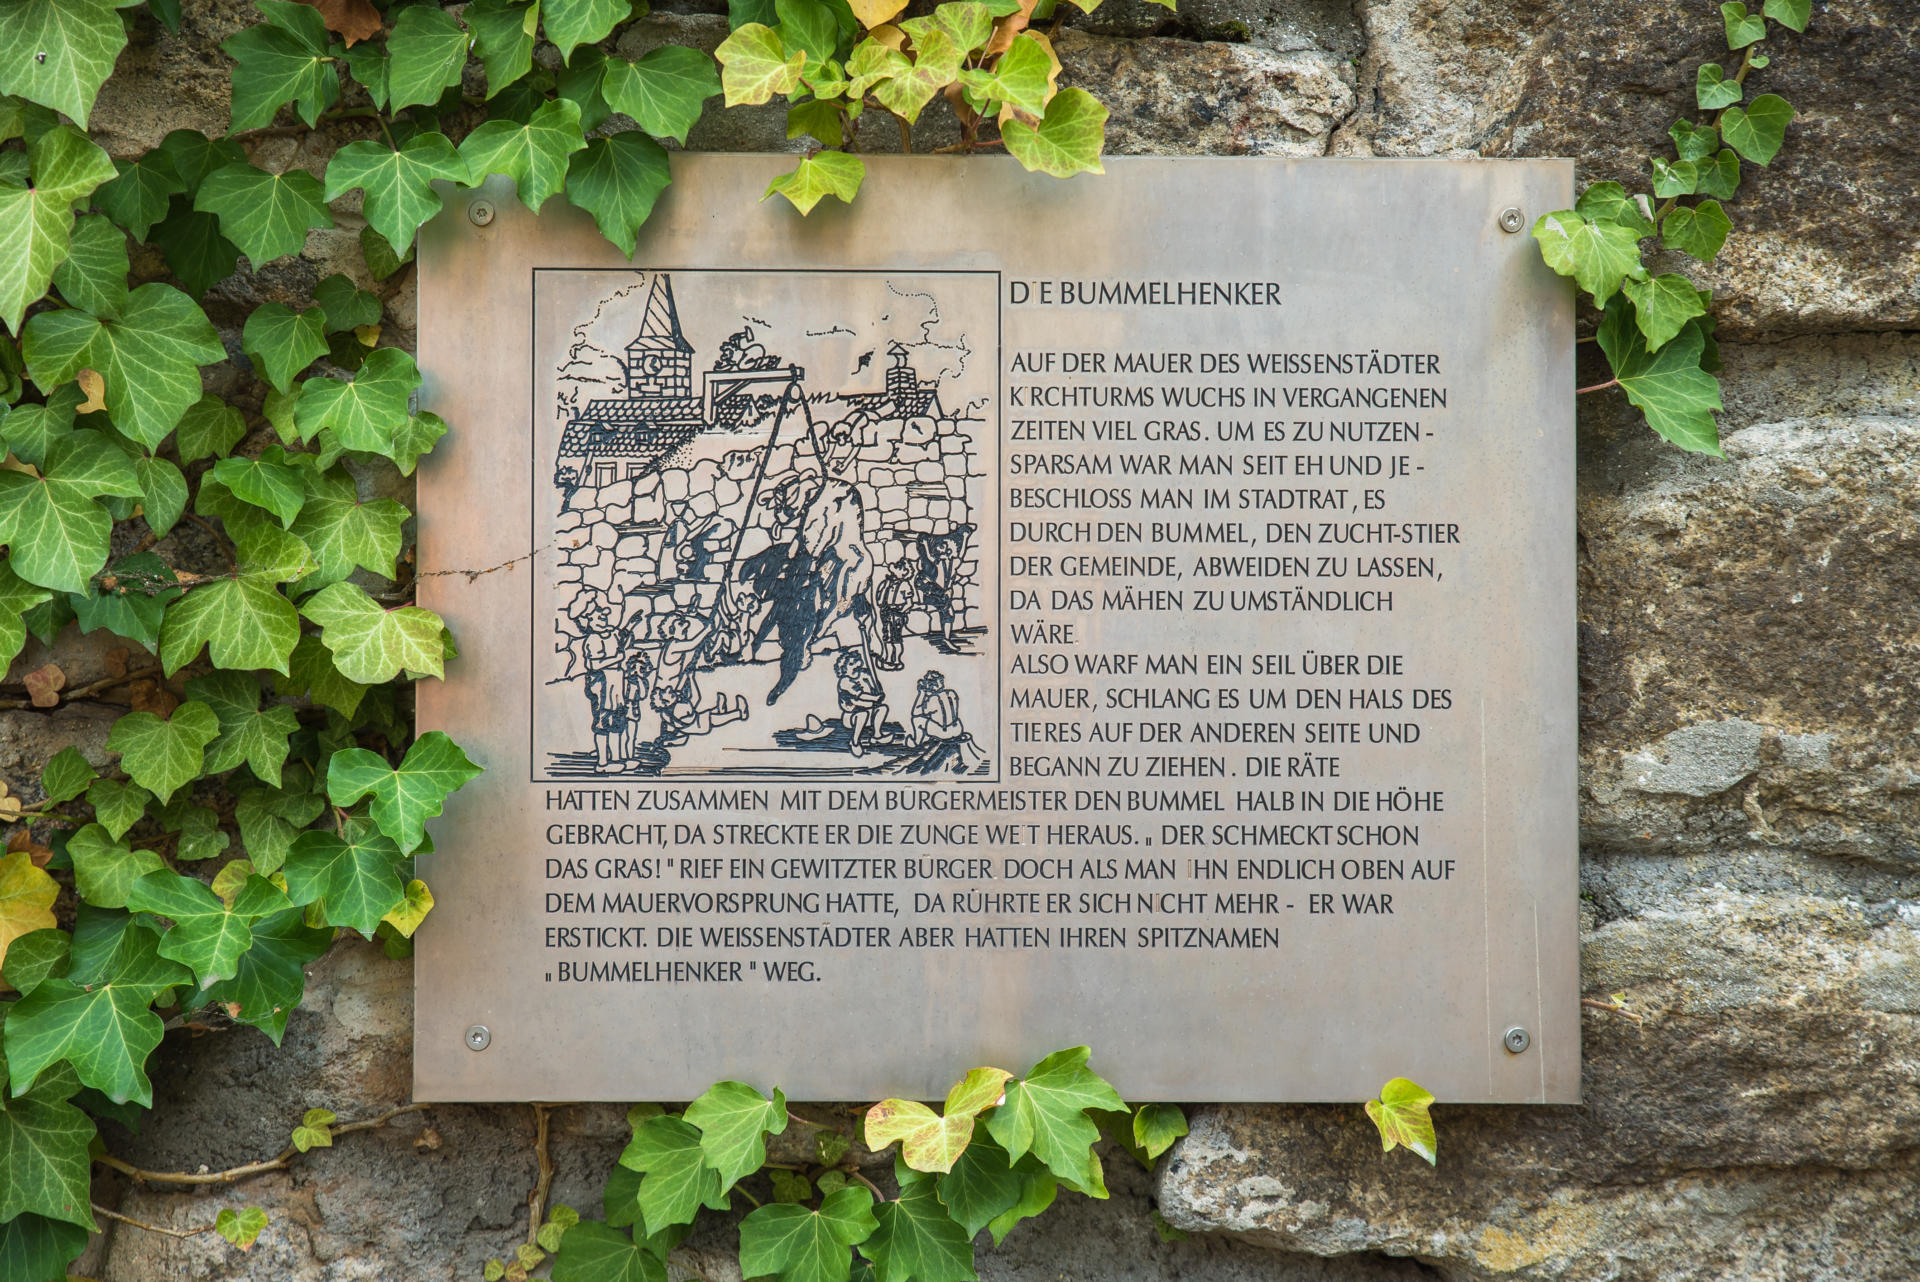 DIE BUMMELHENKER
AUF DER MAUER DES WEISSENSTÄDTER
KIRCHTURMS WUCHS IN VERGANGENEN
ZEITEN VIEL GRAS. UM ES ZU NUTZEN -
SPARSAM WAR MAN SEIT EH UND JE -
BESCHLOSS MAN IM STADTRAT, ES
DURCH DEN BUMMEL, DEN ZUCHT-STIER
DER GEMEINDE, ABWEIDEN ZU LASSEN,
DA DAS MÄHEN ZU UMSTÄNDLICH
WÄRE.
ALSO WARF MAN EIN SEIL ÜBER DIE
MAUER, SCHLANG ES UM DEN HALS DES
TIERES AUF DER ANDEREN SEITE UND
BEGANN ZU ZIEHEN. DIE RÄTE
HATTEN ZUSAMMEN MIT DEM BÜRGERMEISTER DEN BUMMEL HALB IN DIE HÖHE
GEBRACHT, DA STRECKTE ER DIE ZUNGE WEIT HERAUS. „DER SCHMECKT SCHON
DAS GRAS!" RIEF EIN GEWITZTER BÜRGER. DOCH ALS MAN IHN ENDLICH OBEN AUF
DEM MAUERVORSPRUNG HATTE, DA RÜHRTE ER SICH NICHT MEHR - ER WAR
ERSTICKT. DIE WEISSENSTÄDTER ABER HATTEN IHREN SPITZNAMEN
„BUMMELHENKER" WEG.